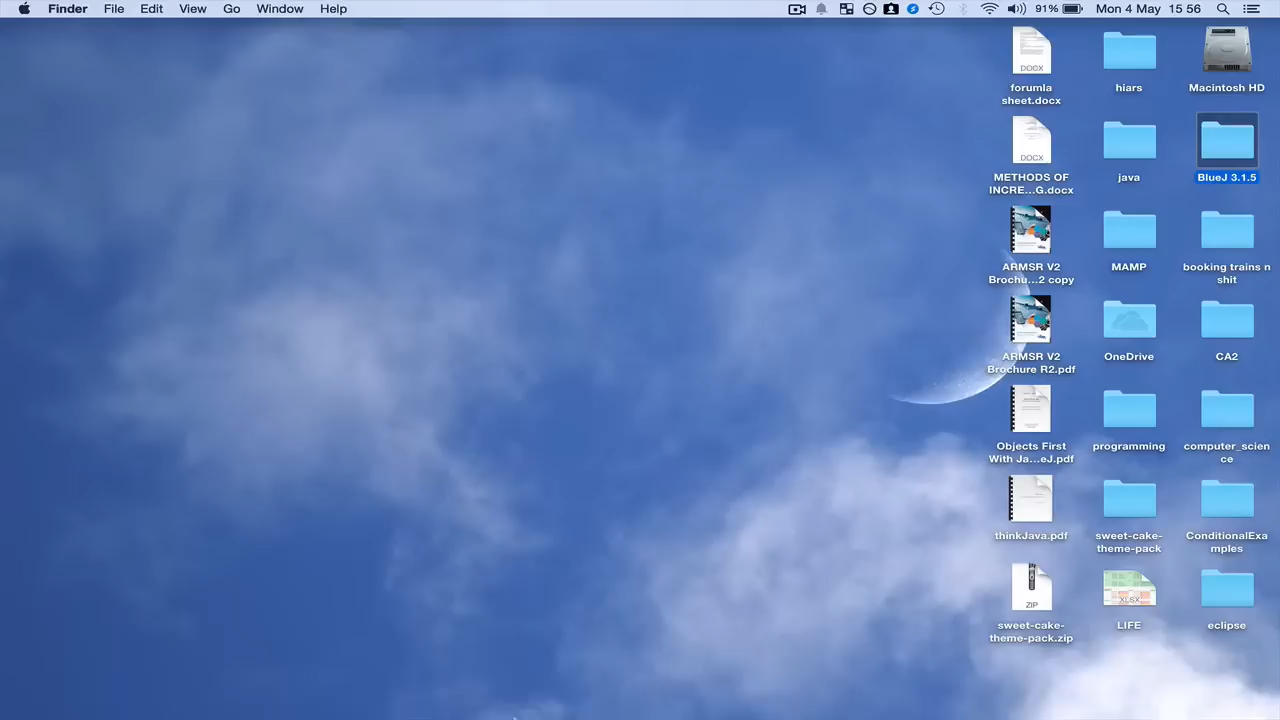 Finder File Edit View Go Window Help 91% Mon 4 May 15 56
forumla
sheet.docx
hiars
Macintosh HD
DOCX
METHODS OF
INCRE...G.docx
DOCX
java
BlueJ 3.1.5
ARMSR V2
Brochu...2 copy
MAMP
booking trains n
shit
ARMSR V2
Brochure R2.pdf
OneDrive
CA2
Objects First
With Ja...eJ.pdf
programming
computer_scien
ce
thinkJava.pdf
sweet-cake-
theme-pack
ConditionalExa
mples
ZIP
sweet-cake-
theme-pack.zip
XLSX
LIFE
eclipse